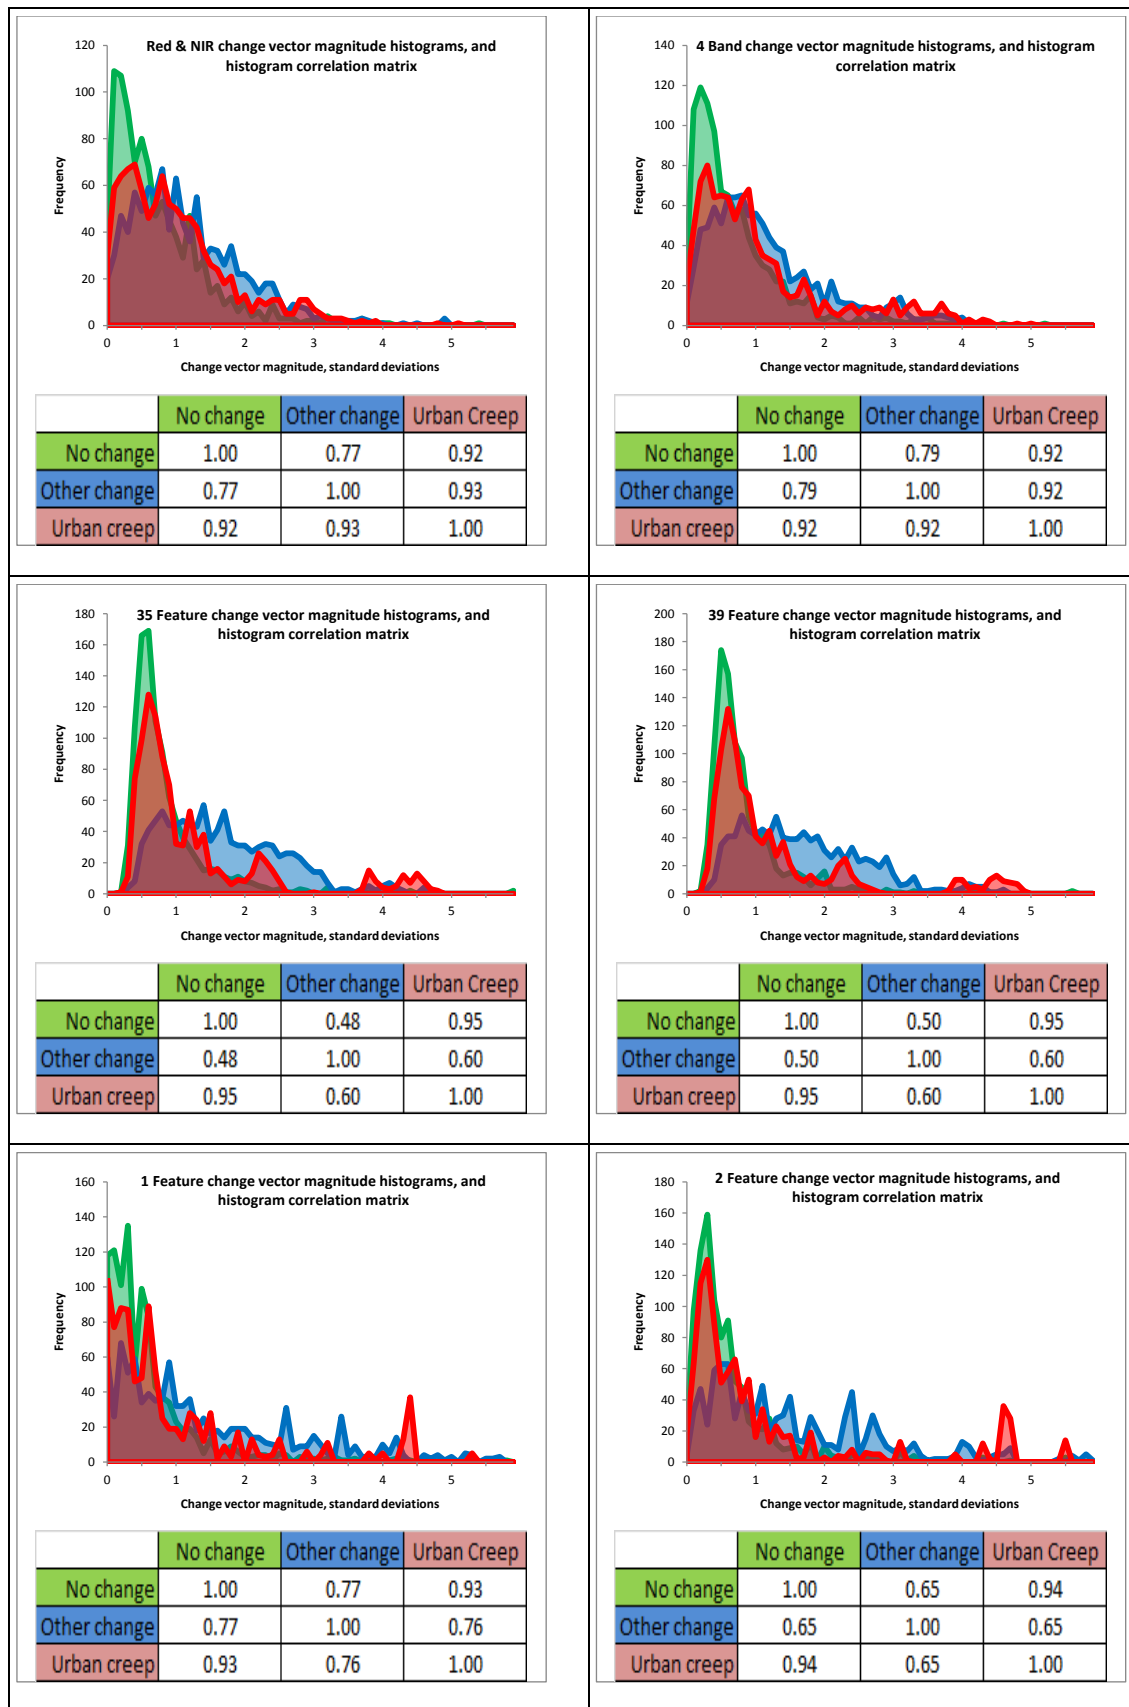 Red & NIR change vector magnitude histograms, and
histogram correlation matrix
120
100
80
60
40
20
0
Frequency
0 1 2 3 4 5
Change vector magnitude, standard deviations
No change Other change Urban Creep
No change 1.00 0.77 0.92
Other change 0.77 1.00 0.93
Urban creep 0.92 0.93 1.00
4 Band change vector magnitude histograms, and histogram
correlation matrix
140
120
100
80
60
40
20
0
Frequency
0 1 2 3 4 5
Change vector magnitude, standard deviations
No change Other change Urban Creep
No change 1.00 0.79 0.92
Other change 0.79 1.00 0.92
Urban creep 0.92 0.92 1.00
35 Feature change vector magnitude histograms, and
histogram correlation matrix
180
160
140
120
100
80
60
40
20
0
Frequency
0 1 2 3 4 5
Change vector magnitude, standard deviations
No change Other change Urban Creep
No change 1.00 0.48 0.95
Other change 0.48 1.00 0.60
Urban creep 0.95 0.60 1.00
39 Feature change vector magnitude histograms, and
histogram correlation matrix
200
180
160
140
120
100
80
60
40
20
0
Frequency
0 1 2 3 4 5
Change vector magnitude, standard deviations
No change Other change Urban Creep
No change 1.00 0.50 0.95
Other change 0.50 1.00 0.60
Urban creep 0.95 0.60 1.00
1 Feature change vector magnitude histograms, and
histogram correlation matrix
160
140
120
100
80
60
40
20
0
Frequency
0 1 2 3 4 5
Change vector magnitude, standard deviations
No change Other change Urban Creep
No change 1.00 0.77 0.93
Other change 0.77 1.00 0.76
Urban creep 0.93 0.76 1.00
2 Feature change vector magnitude histograms, and
histogram correlation matrix
180
160
140
120
100
80
60
40
20
0
Frequency
0 1 2 3 4 5
Change vector magnitude, standard deviations
No change Other change Urban Creep
No change 1.00 0.65 0.94
Other change 0.65 1.00 0.65
Urban creep 0.94 0.65 1.00